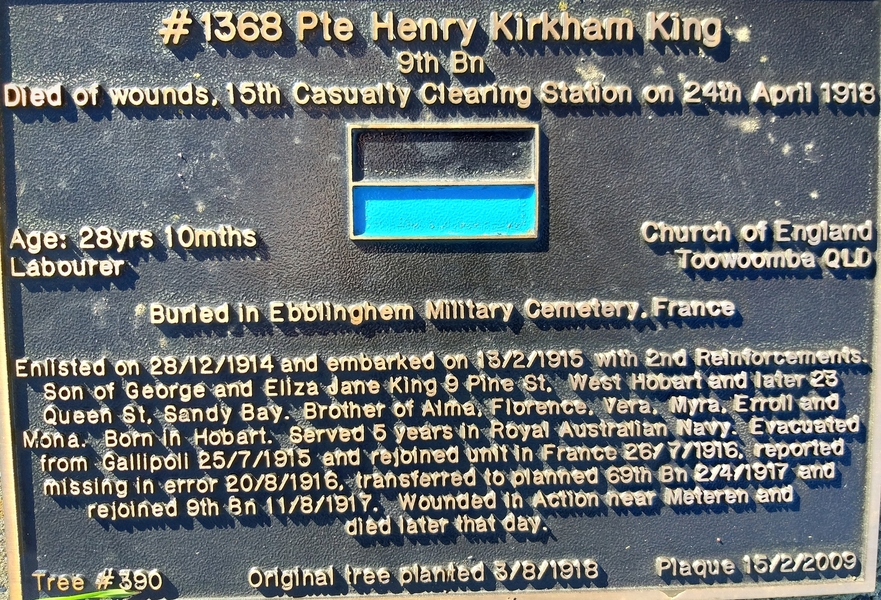 # 1368 Pte Henry Kirkham King
9th Bn
Died of wounds, 15th Casualty Clearing Station on 24th April 1918
Age: 28yrs 10mths
Labourer
Church of England
Toowoomba QLD
Buried in Ebblinghem Military Cemetery, France
Enlisted on 28/12/1914 and embarked on 13/2/1915 with 2nd Reinforcements.
Son of George and Eliza Jane King 9 Pine St, West Hobart and later 23
Queen St, Sandy Bay. Brother of Alma, Florence, Vera, Myra, Erroll and
Mona. Born in Hobart. Served 5 years in Royal Australian Navy. Evacuated
from Gallipoli 25/7/1915 and rejoined unit in France 26/7/1916, reported
missing in error 20/8/1916, transferred to planned 69th Bn 2/4/1917 and
rejoined 9th Bn 11/8/1917. Wounded in Action near Meteren and
died later that day.
Tree #390 Original tree planted 3/8/1918 Plaque 15/2/2009